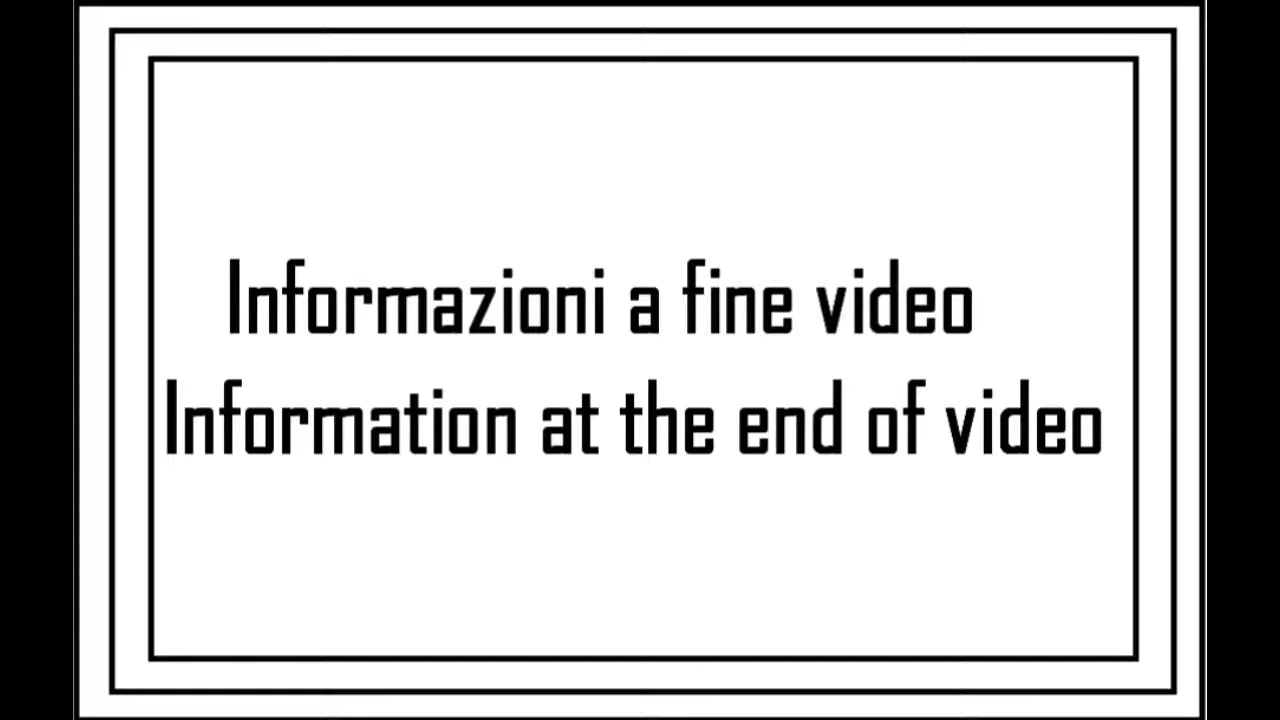 Informazioni a fine video
Information at the end of video